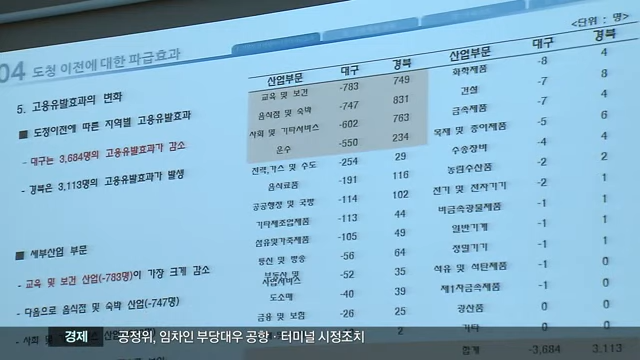 <단위 : 명>
04 도청 이전에 대한 파급효과
5. 고용유발효과의 변화
■ 도청이전에 따른 지역별 고용유발효과
- 대구는 3,684명의 고용유발효과가 감소
- 경북은 3,113명의 고용유발효과가 발생
■ 세부산업 부문
- 교육 및 보건 산업(-783명)이 가장 크게 감소
- 다음으로 음식점 및 숙박 산업(-747명)
- 사회 및
산업부문 대구 경북
교육 및 보건 -783 749
음식점 및 숙박 -747 831
사회 및 기타서비스 -602 763
운수 -550 234
전력,가스 및 수도 -254 29
음식료품 -191 116
공공행정 및 국방 -114 102
기타제조업제품 -113 44
섬유및가죽제품 -105 49
통신 및 방송 -56 64
부동산 및 사업서비스 -52 35
도소매 -40 39
금융 및 보험 -26 25
2
산업부문 대구 경북
화학제품 -8 4
건설 -7 8
금속제품 -7 4
목재 및 종이제품 -5 6
수송장비 -4 4
농림수산품 -2 2
전기 및 전자기기 -2 1
비금속광물제품 -1 1
일반기계 -1 1
정밀기기 -1 1
석유 및 석탄제품 -1 0
제1차금속제품 -1 0
광산품 0 0
기타 0 0
합계 -3,684 3,113
경제 공정위, 임차인 부당대우 공항·터미널 시정조치